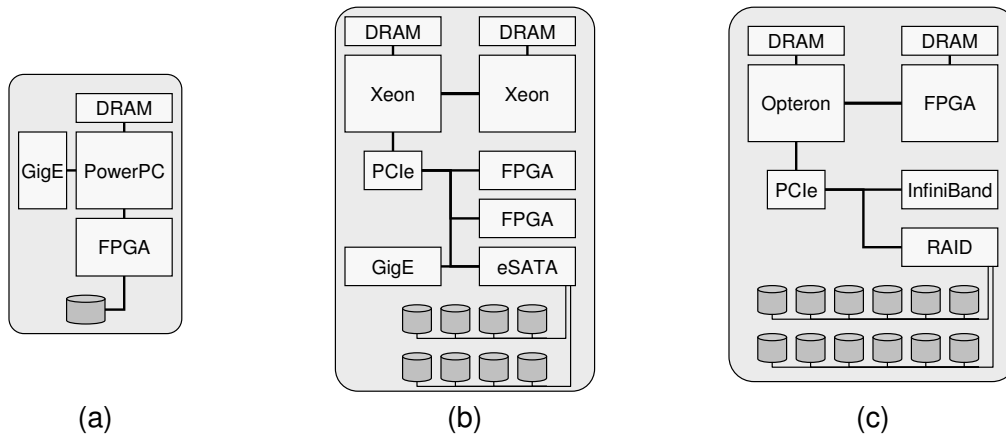 DRAM
GigE
PowerPC
FPGA
(a)
DRAM
DRAM
Xeon
Xeon
PCIe
FPGA
FPGA
GigE
eSATA
(b)
DRAM
DRAM
Opteron
FPGA
PCIe
InfiniBand
RAID
(c)